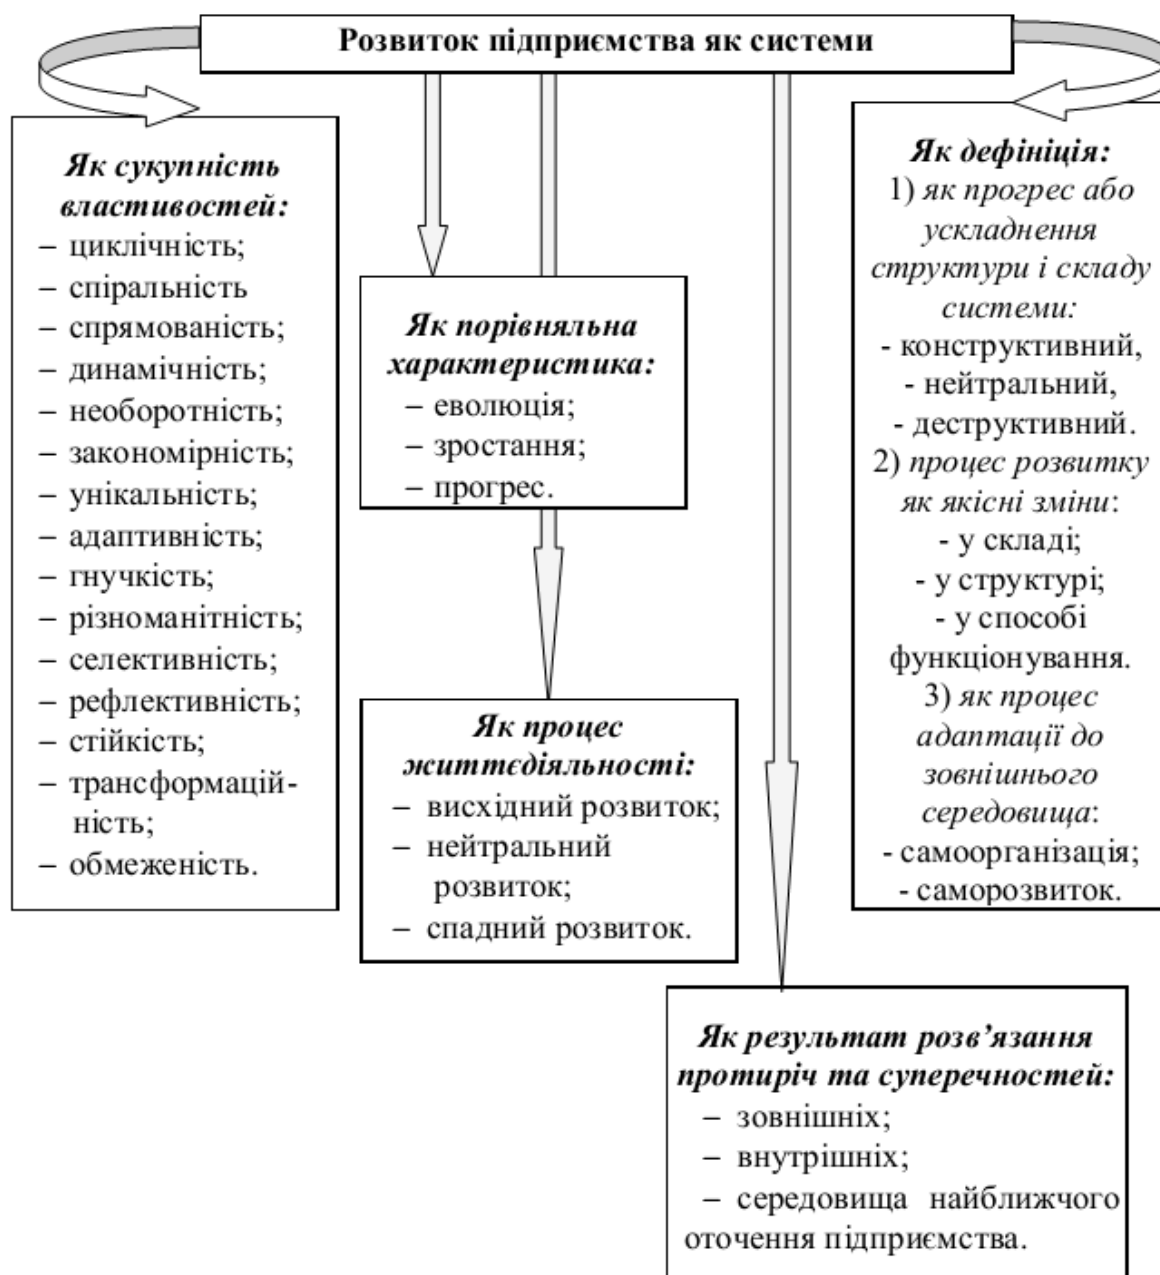 Розвиток підприємства як системи
Як сукупність
властивостей:
– циклічність;
– спіральність
– спрямованість;
– динамічність;
– необоротність;
– закономірність;
– унікальність;
– адаптивність;
– гнучкість;
– різноманітність;
– селективність;
– рефлективність;
– стійкість;
– трансформацій-
ність;
– обмеженість.
Як порівняльна
характеристика:
– еволюція;
– зростання;
– прогрес.
Як процес
життєдіяльності:
– висхідний розвиток;
– нейтральний
розвиток;
– спадний розвиток.
Як дефініція:
1) як прогрес або
ускладнення
структури і складу
системи:
- конструктивний,
- нейтральний,
- деструктивний.
2) процес розвитку
як якісні зміни:
- у складі;
- у структурі;
- у способі
функціонування.
3) як процес
адаптації до
зовнішнього
середовища:
- самоорганізація;
- саморозвиток.
Як результат розв’язання
протиріч та суперечностей:
– зовнішніх;
– внутрішніх;
– середовища найближчого
оточення підприємства.